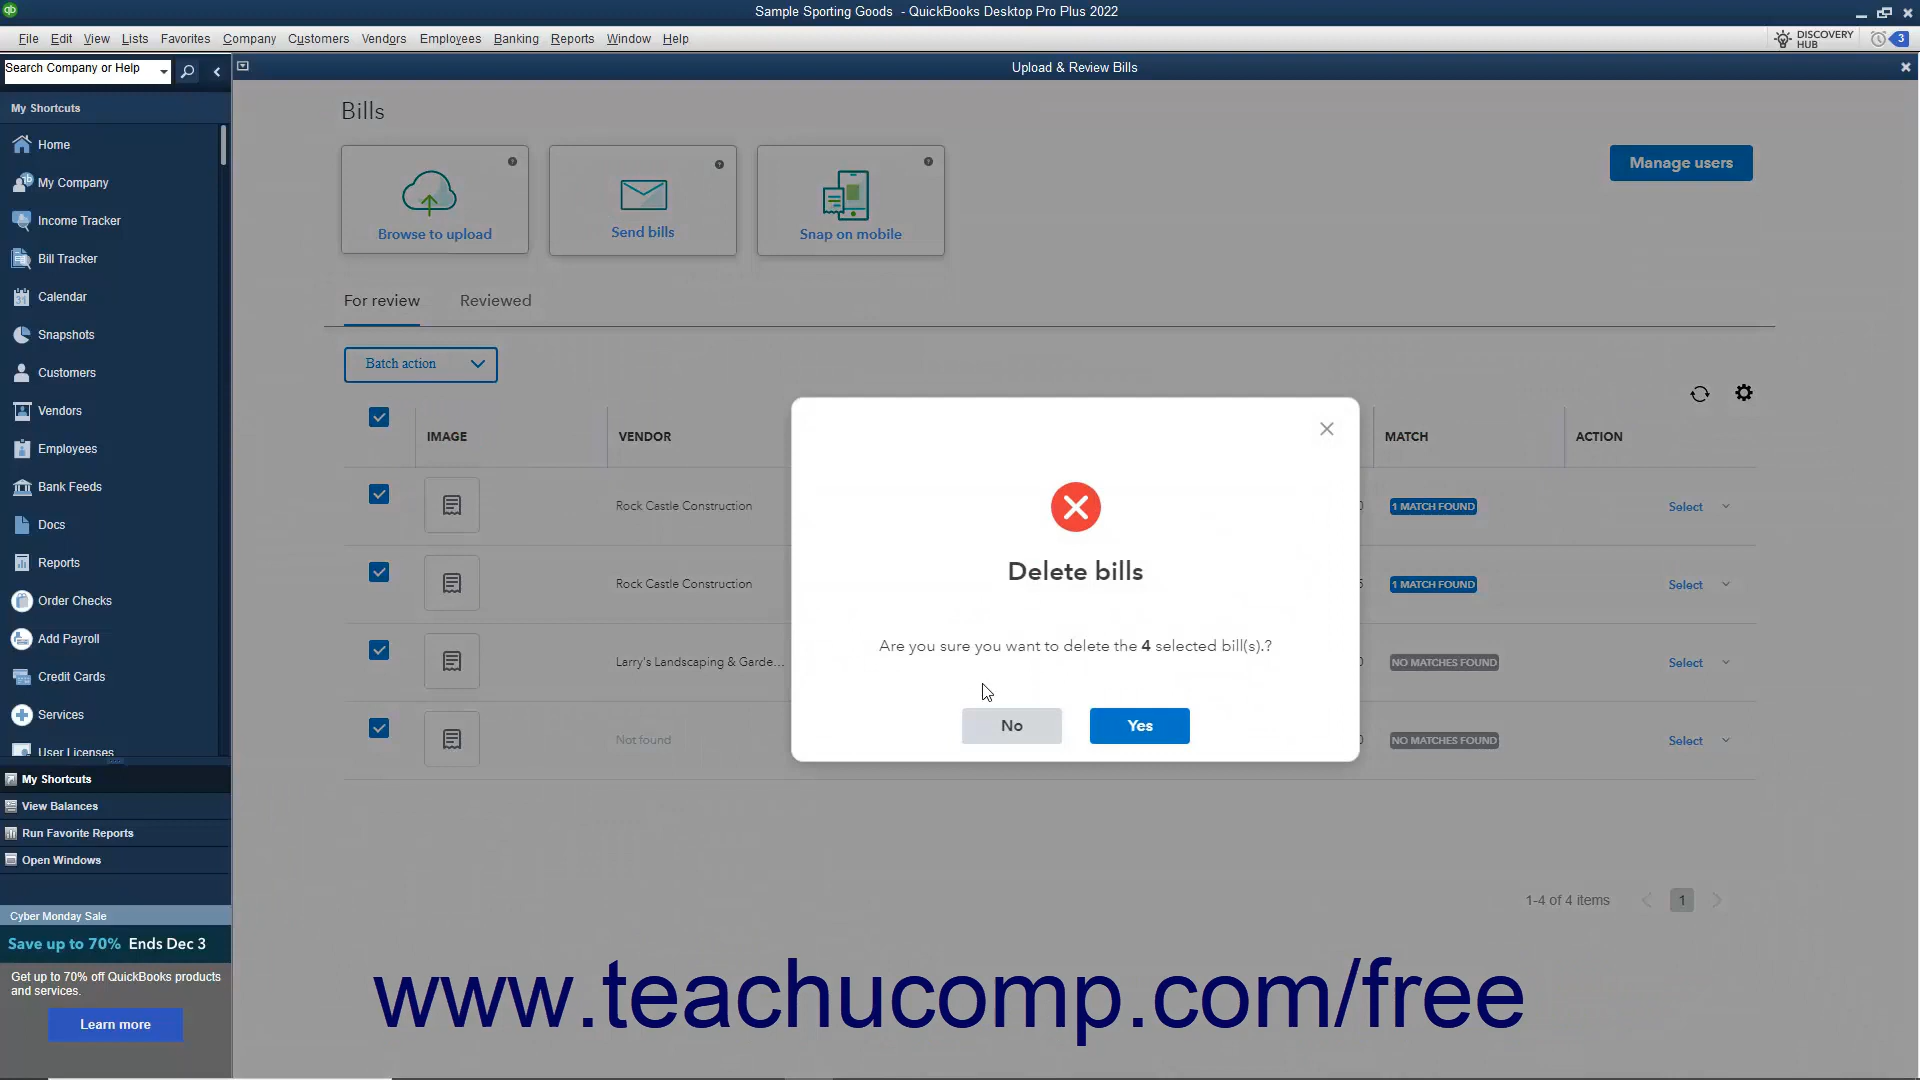 Sample Sporting Goods - QuickBooks Desktop Pro Plus 2022
File Edit View Lists Favorites Company Customers Vendors Employees Banking Reports Window Help
DISCOVERY HUB
3
Search Company or Help
Upload & Review Bills
My Shortcuts
Home
My Company
Income Tracker
Bill Tracker
Calendar
Snapshots
Customers
Vendors
Employees
Bank Feeds
Docs
Reports
Order Checks
Add Payroll
Manage users
Credit Cards
Services
User Licenses
My Shortcuts
View Balances
Run Favorite Reports
Open Windows
Cyber Monday Sale
Save up to 70% Ends Dec 3
Get up to 70% off QuickBooks products
and services.
Learn more
Bills
Browse to upload
Send bills
Snap on mobile
For review Reviewed
Batch action
IMAGE VENDOR MATCH ACTION
Rock Castle Construction 0 1 MATCH FOUND Select
Rock Castle Construction 1 MATCH FOUND Select
Larry's Landscaping & Garde... 0 NO MATCHES FOUND Select
Not found 0 NO MATCHES FOUND Select
Delete bills
Are you sure you want to delete the 4 selected bill(s).?
No Yes
1-4 of 4 items 1
www.teachucomp.com/free